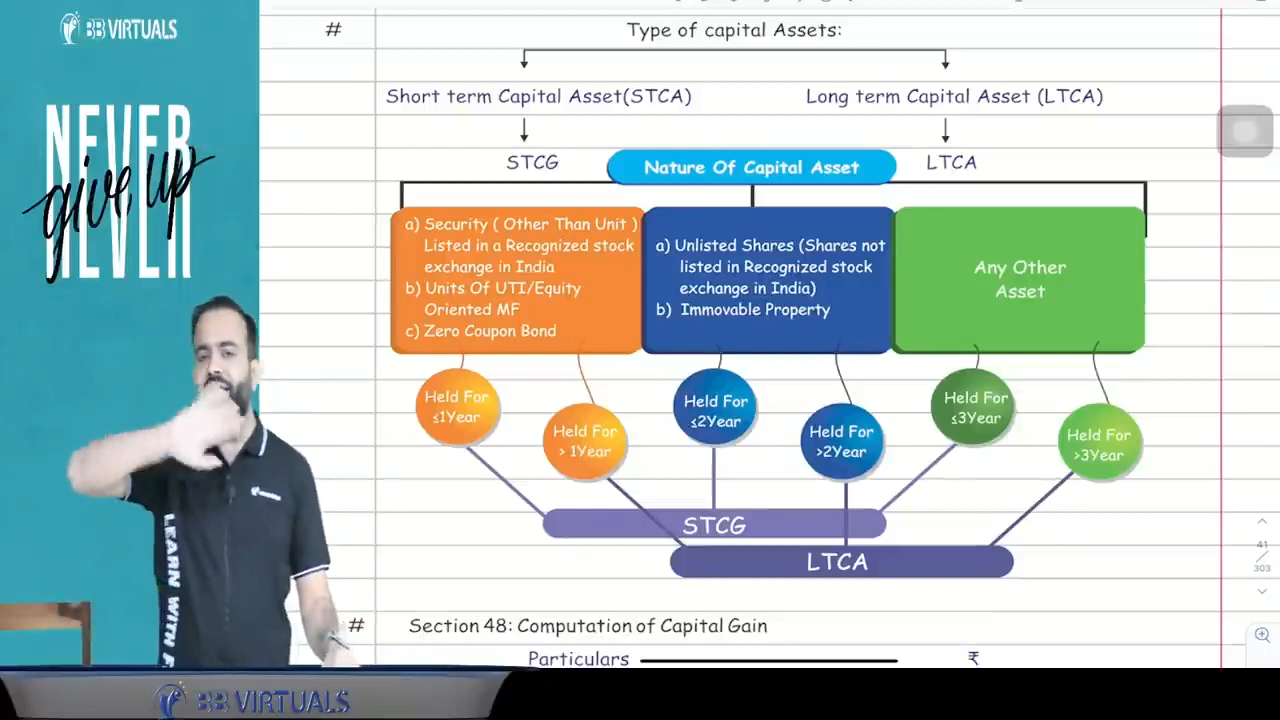 BB VIRTUALS
NEVER
give up
NEVER
LEARN WITH F
BB VIRTUALS
#
Type of capital Assets:
Short term Capital Asset(STCA)
Long term Capital Asset (LTCA)
STCG
Nature Of Capital Asset
LTCA
a) Security ( Other Than Unit )
Listed in a Recognized stock
exchange in India
b) Units Of UTI/Equity
Oriented MF
c) Zero Coupon Bond
a) Unlisted Shares (Shares not
listed in Recognized stock
exchange in India)
b) Immovable Property
Any Other
Asset
Held For
≤1Year
Held For
> 1Year
Held For
≤2Year
Held For
>2Year
Held For
≤3Year
Held For
>3Year
STCG
LTCA
41
303
#
Section 48: Computation of Capital Gain
Particulars
₹